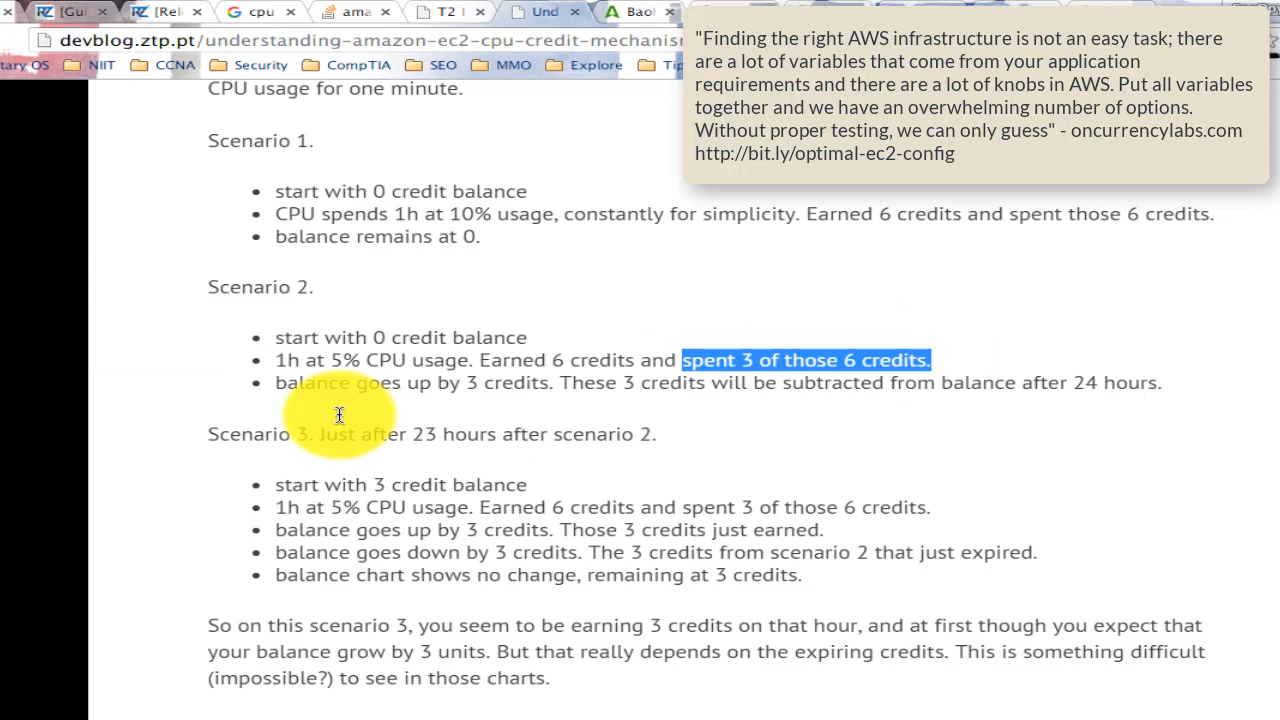 [Gui
[Rel
cpu
ama
T2 I
Und
Bao
devblog.ztp.pt/understanding-amazon-ec2-cpu-credit-mechanism
tary OS
NIIT
CCNA
Security
CompTIA
SEO
MMO
Explore
Tip
"Finding the right AWS infrastructure is not an easy task; there
are a lot of variables that come from your application
requirements and there are a lot of knobs in AWS. Put all variables
together and we have an overwhelming number of options.
Without proper testing, we can only guess" - oncurrencylabs.com
http://bit.ly/optimal-ec2-config
CPU usage for one minute.
Scenario 1.
• start with 0 credit balance
• CPU spends 1h at 10% usage, constantly for simplicity. Earned 6 credits and spent those 6 credits.
• balance remains at 0.
Scenario 2.
• start with 0 credit balance
• 1h at 5% CPU usage. Earned 6 credits and spent 3 of those 6 credits.
• balance goes up by 3 credits. These 3 credits will be subtracted from balance after 24 hours.
Scenario 3. Just after 23 hours after scenario 2.
• start with 3 credit balance
• 1h at 5% CPU usage. Earned 6 credits and spent 3 of those 6 credits.
• balance goes up by 3 credits. Those 3 credits just earned.
• balance goes down by 3 credits. The 3 credits from scenario 2 that just expired.
• balance chart shows no change, remaining at 3 credits.
So on this scenario 3, you seem to be earning 3 credits on that hour, and at first though you expect that
your balance grow by 3 units. But that really depends on the expiring credits. This is something difficult
(impossible?) to see in those charts.